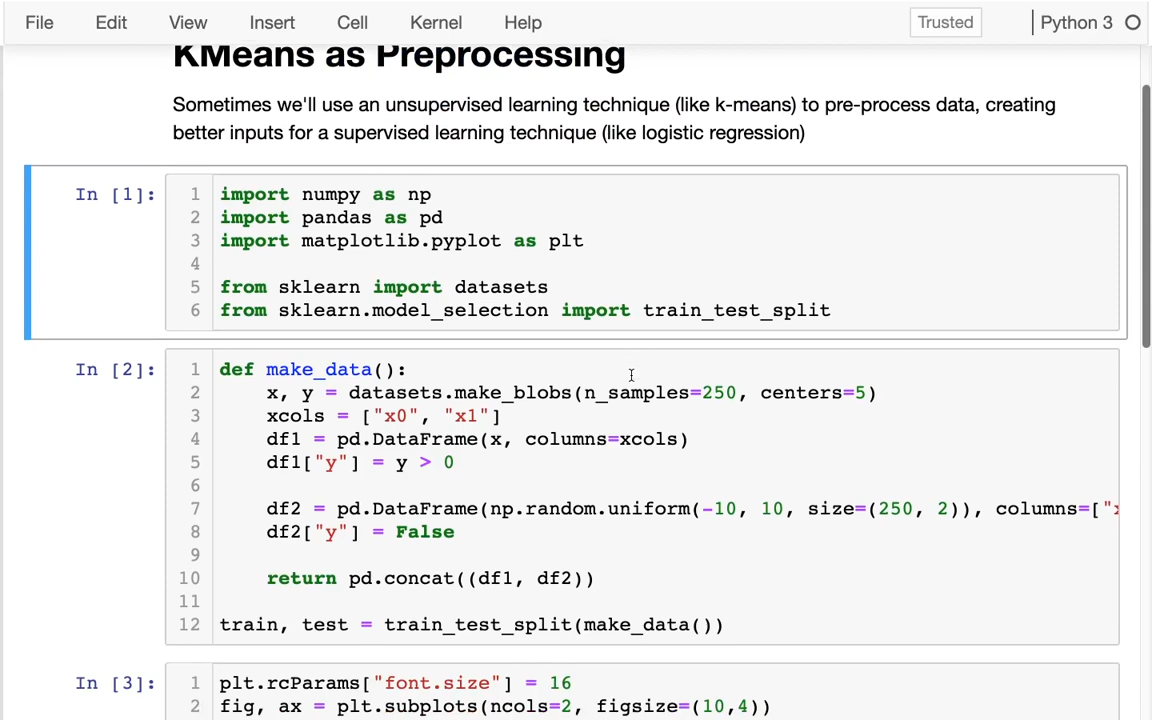 File Edit View Insert Cell Kernel Help Trusted Python 3
KMeans as Preprocessing
Sometimes we'll use an unsupervised learning technique (like k-means) to pre-process data, creating
better inputs for a supervised learning technique (like logistic regression)
In [1]:
1 import numpy as np
2 import pandas as pd
3 import matplotlib.pyplot as plt
4
5 from sklearn import datasets
6 from sklearn.model_selection import train_test_split
In [2]:
1 def make_data():
2 x, y = datasets.make_blobs(n_samples=250, centers=5)
3 xcols = ["x0", "x1"]
4 df1 = pd.DataFrame(x, columns=xcols)
5 df1["y"] = y > 0
6
7 df2 = pd.DataFrame(np.random.uniform(-10, 10, size=(250, 2)), columns=["
8 df2["y"] = False
9
10 return pd.concat((df1, df2))
11
12 train, test = train_test_split(make_data())
In [3]:
1 plt.rcParams["font.size"] = 16
2 fig, ax = plt.subplots(ncols=2, figsize=(10,4))